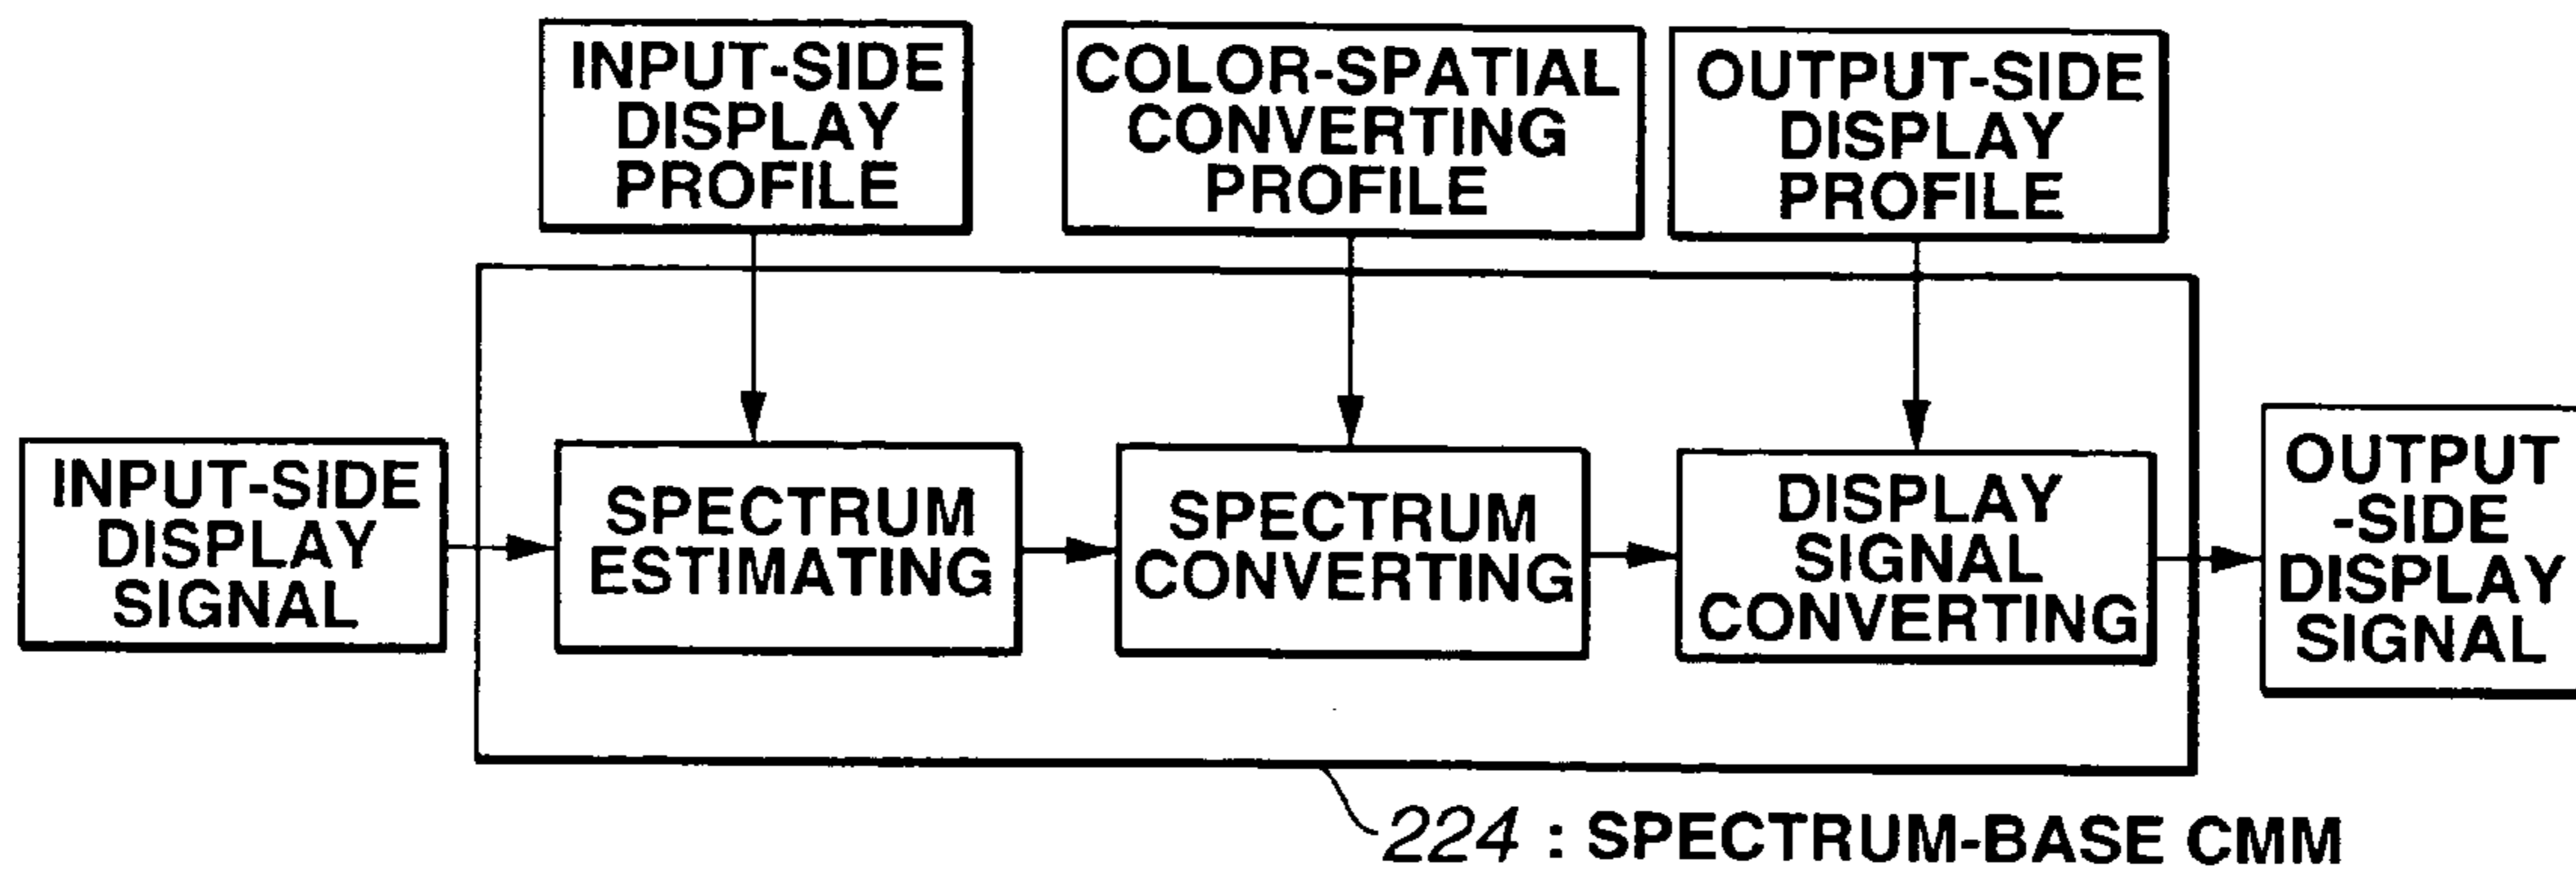 INPUT-SIDE
DISPLAY
PROFILE
COLOR-SPATIAL
CONVERTING
PROFILE
OUTPUT-SIDE
DISPLAY
PROFILE
INPUT-SIDE
DISPLAY
SIGNAL
SPECTRUM
ESTIMATING
SPECTRUM
CONVERTING
DISPLAY
SIGNAL
CONVERTING
OUTPUT
-SIDE
DISPLAY
SIGNAL
224 : SPECTRUM-BASE CMM